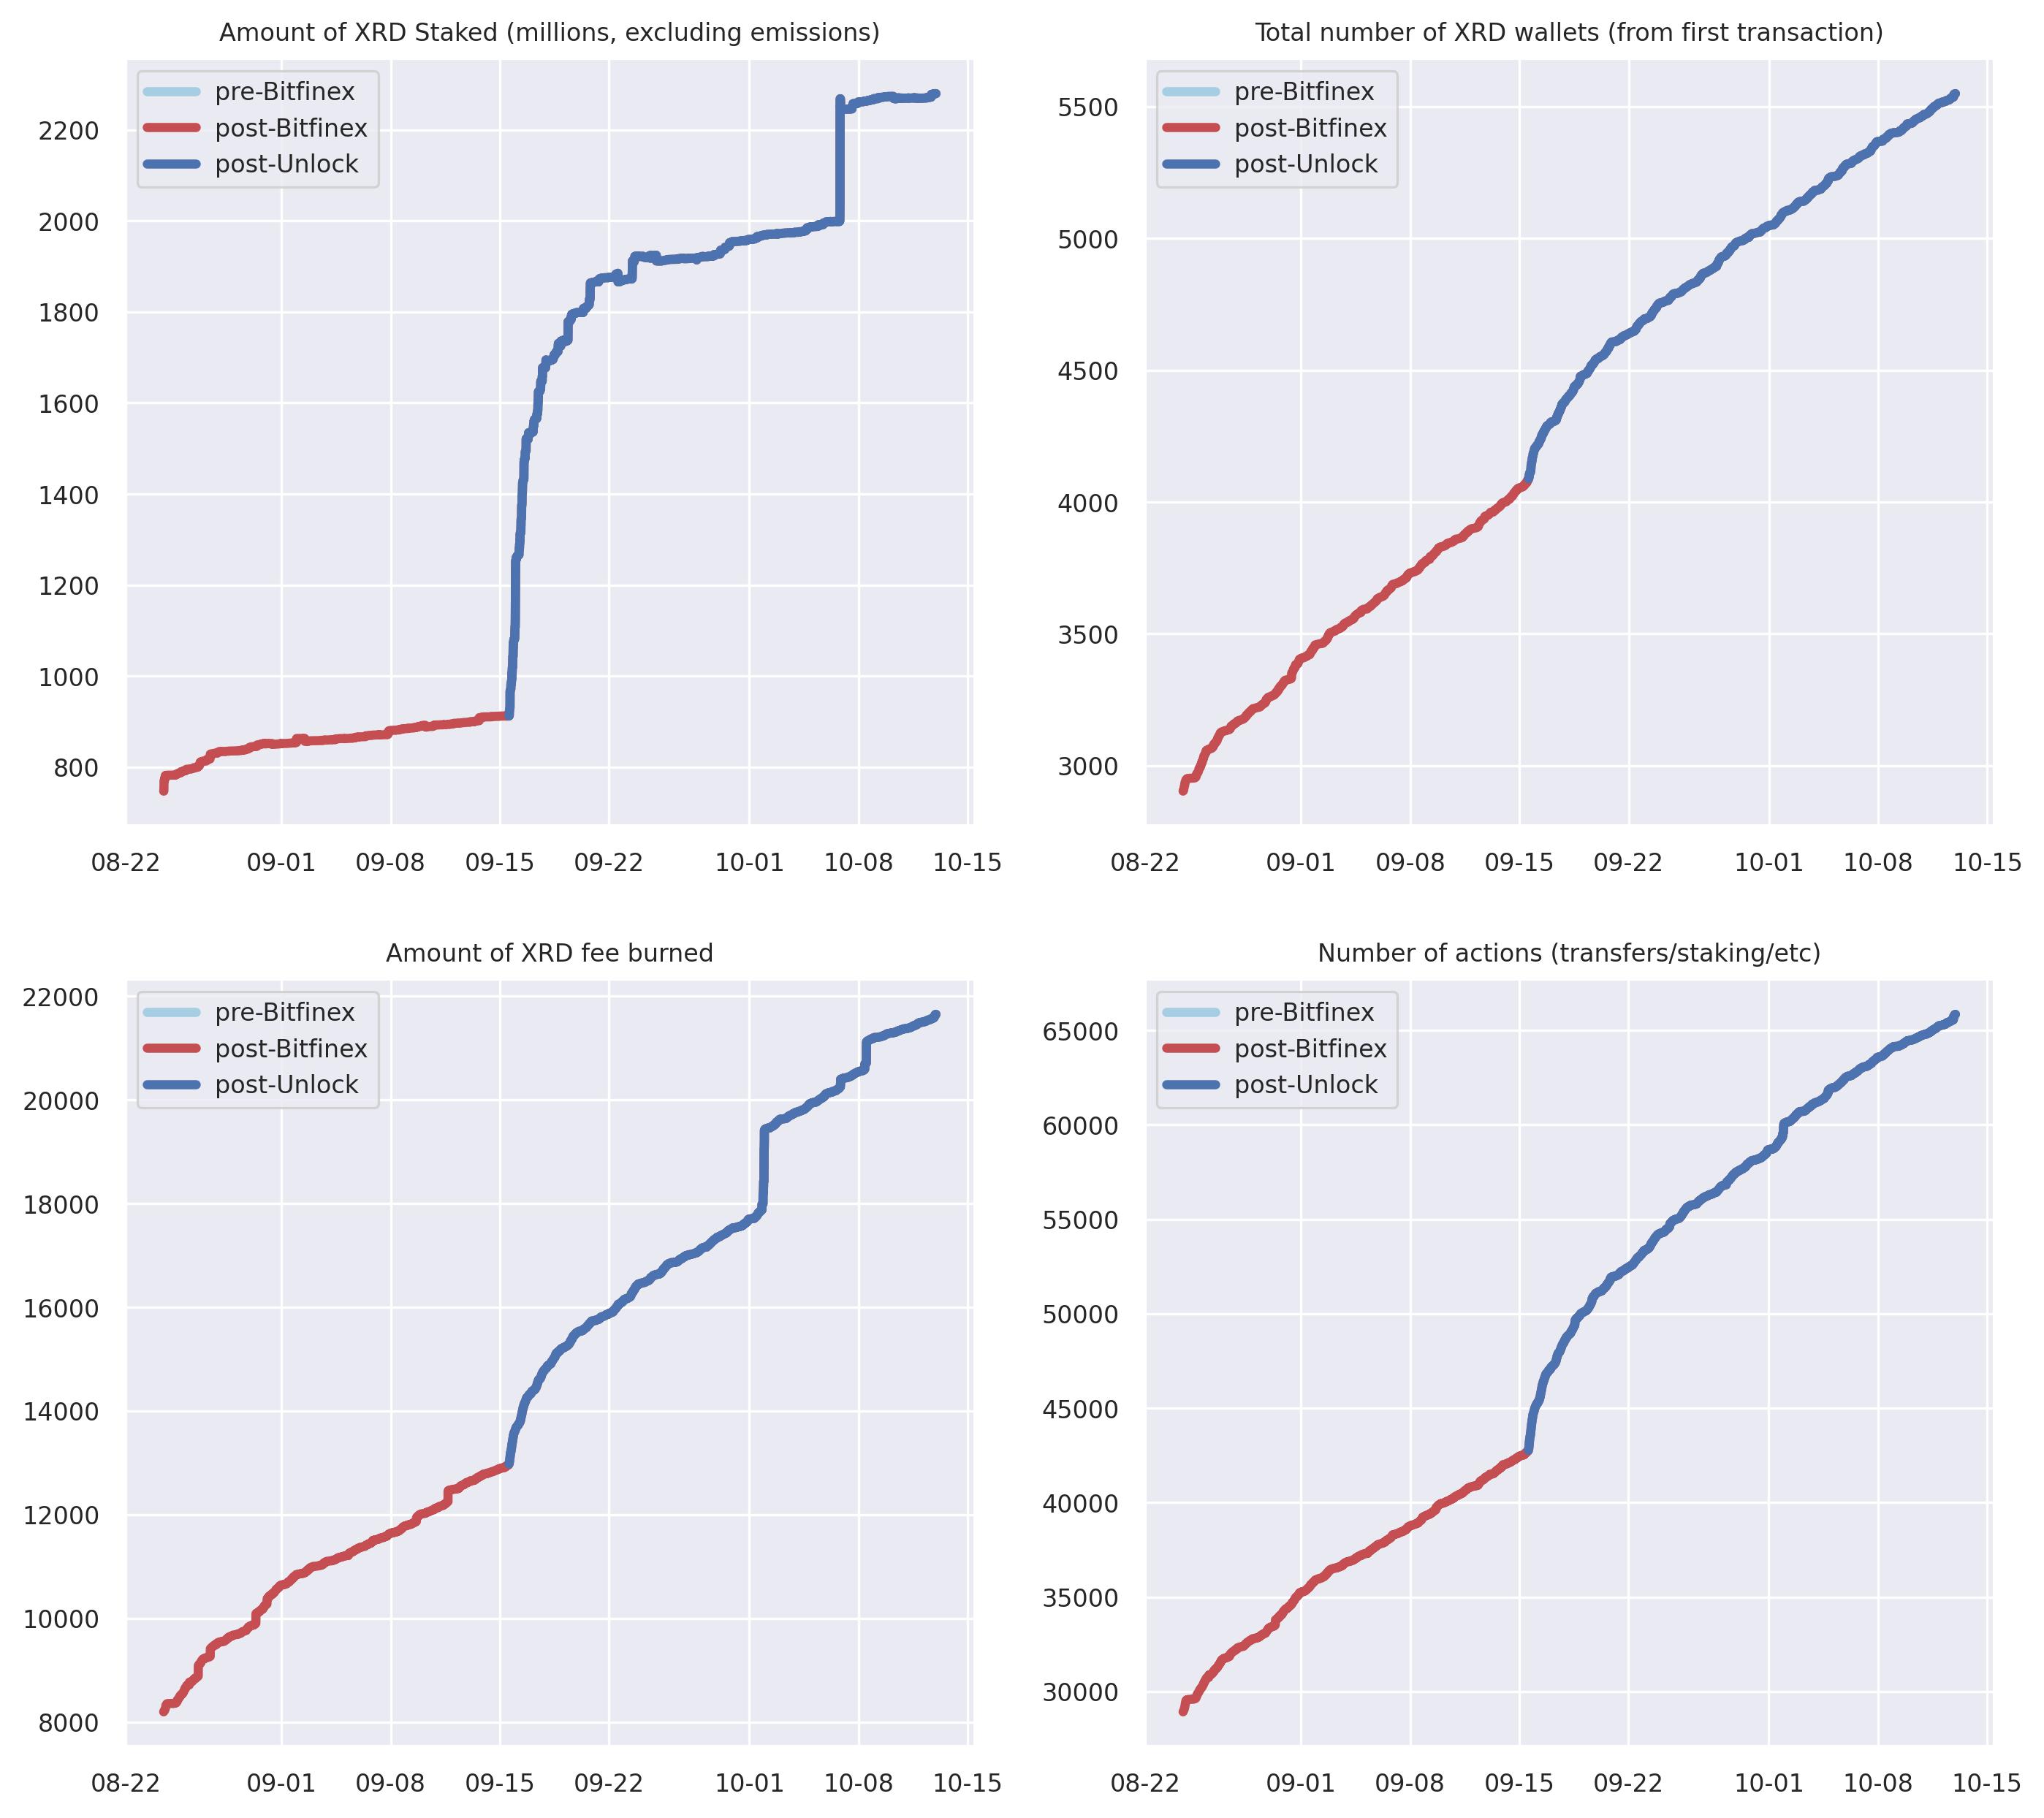 Amount of XRD Staked (millions, excluding emissions)
pre-Bitfinex
post-Bitfinex
post-Unlock
2200
2000
1800
1600
1400
1200
1000
800
08-22 09-01 09-08 09-15 09-22 10-01 10-08 10-15
Total number of XRD wallets (from first transaction)
pre-Bitfinex
post-Bitfinex
post-Unlock
5500
5000
4500
4000
3500
3000
08-22 09-01 09-08 09-15 09-22 10-01 10-08 10-15
Amount of XRD fee burned
pre-Bitfinex
post-Bitfinex
post-Unlock
22000
20000
18000
16000
14000
12000
10000
8000
08-22 09-01 09-08 09-15 09-22 10-01 10-08 10-15
Number of actions (transfers/staking/etc)
pre-Bitfinex
post-Bitfinex
post-Unlock
65000
60000
55000
50000
45000
40000
35000
30000
08-22 09-01 09-08 09-15 09-22 10-01 10-08 10-15